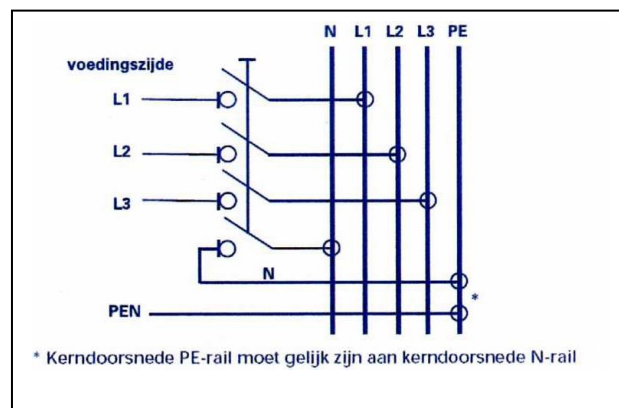 N L1 L2 L3 PE
voedingszijde
L1
L2
L3
N
PEN
*
* Kerndoorsnede PE-rail moet gelijk zijn aan kerndoorsnede N-rail